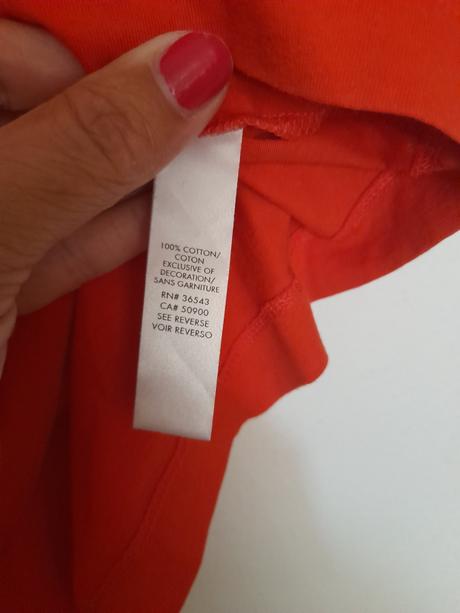 100% COTTON/
COTON
EXCLUSIVE OF
DECORATION/
SANS GARNITURE
RN# 36543
CA# 50900
SEE REVERSE
VOIR REVERSO